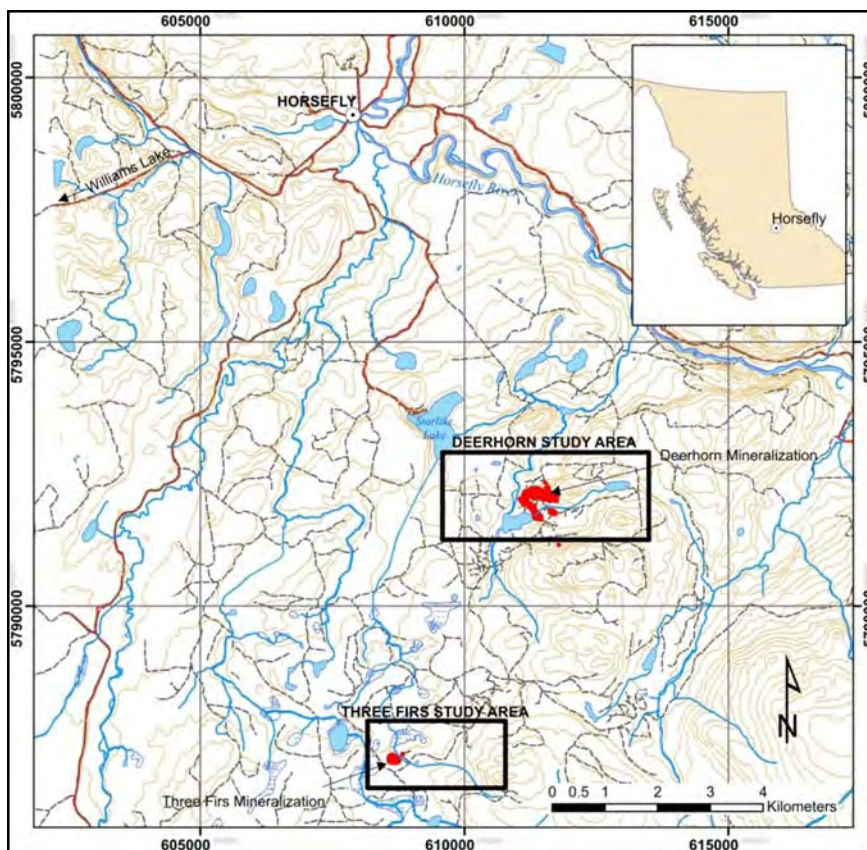 605000
610000
615000
5800000
5800000
HORSEFLY
Williams Lake
Horsefly River
Horsefly
5795000
Starlike
Lake
DEERHORN STUDY AREA
Deerhorn Mineralization
5790000
THREE FIRS STUDY AREA
Three Firs Mineralization
N
0 0.5 1 2 3 4
Kilometers
605000
610000
615000